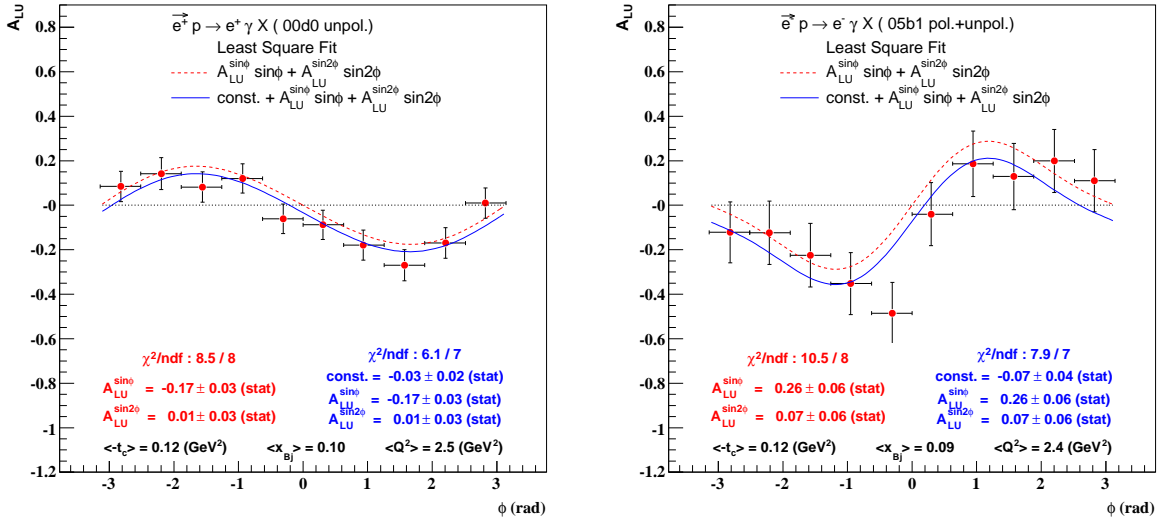 A_LU
e⁺ p → e⁺ γ X ( 00d0 unpol.)
Least Square Fit
A_LU^sinϕ sinϕ + A_LU^sin2ϕ sin2ϕ
const. + A_LU^sinϕ sinϕ + A_LU^sin2ϕ sin2ϕ
0.8
0.6
0.4
0.2
-0
-0.2
-0.4
-0.6
-0.8
-1
-1.2
χ²/ndf : 8.5 / 8
A_LU^sinϕ = -0.17 ± 0.03 (stat)
A_LU^sin2ϕ = 0.01 ± 0.03 (stat)
χ²/ndf : 6.1 / 7
const. = -0.03 ± 0.02 (stat)
A_LU^sinϕ = -0.17 ± 0.03 (stat)
A_LU^sin2ϕ = 0.01 ± 0.03 (stat)
<-t_c> = 0.12 (GeV²) <x_Bj> = 0.10 <Q²> = 2.5 (GeV²)
-3 -2 -1 0 1 2 3
ϕ (rad)
A_LU
p → e⁻ γ X ( 05b1 pol.+unpol.)
Least Square Fit
A_LU^sinϕ sinϕ + A_LU^sin2ϕ sin2ϕ
const. + A_LU^sinϕ sinϕ + A_LU^sin2ϕ sin2ϕ
0.8
0.6
0.4
0.2
-0
-0.2
-0.4
-0.6
-0.8
-1
-1.2
χ²/ndf : 10.5 / 8
A_LU^sinϕ = 0.26 ± 0.06 (stat)
A_LU^sin2ϕ = 0.07 ± 0.06 (stat)
χ²/ndf : 7.9 / 7
const. = -0.07 ± 0.04 (stat)
A_LU^sinϕ = 0.26 ± 0.06 (stat)
A_LU^sin2ϕ = 0.07 ± 0.06 (stat)
<-t_c> = 0.12 (GeV²) <x_Bj> = 0.09 <Q²> = 2.4 (GeV²)
-3 -2 -1 0 1 2 3
ϕ (rad)